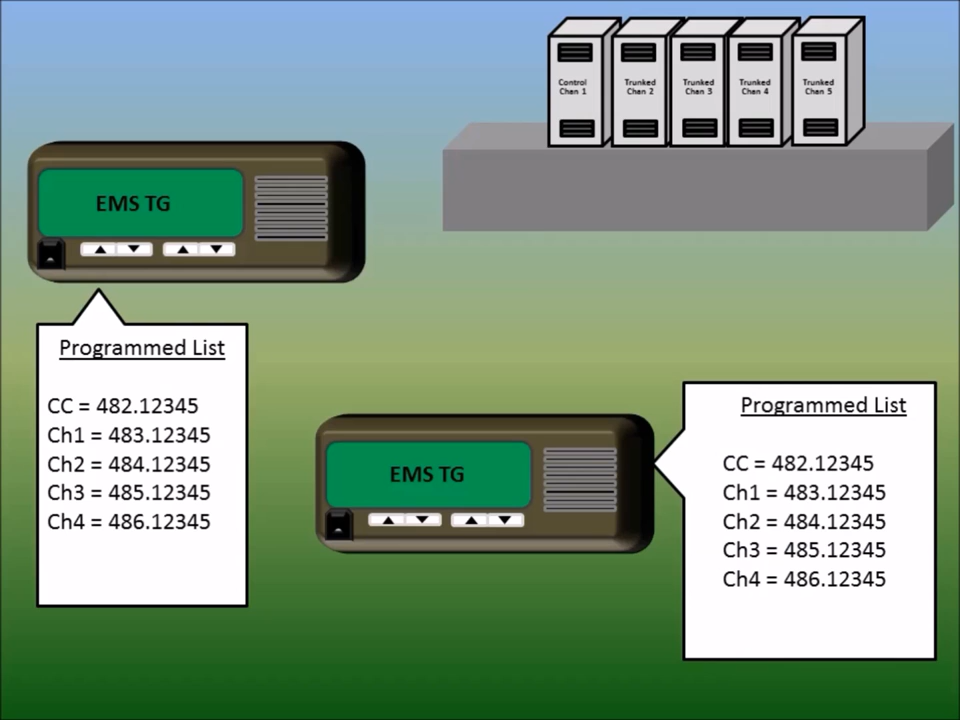 Control
Chan 1
Trunked
Chan 2
Trunked
Chan 3
Trunked
Chan 4
Trunked
Chan 5
EMS TG
Programmed List
CC = 482.12345
Ch1 = 483.12345
Ch2 = 484.12345
Ch3 = 485.12345
Ch4 = 486.12345
EMS TG
Programmed List
CC = 482.12345
Ch1 = 483.12345
Ch2 = 484.12345
Ch3 = 485.12345
Ch4 = 486.12345